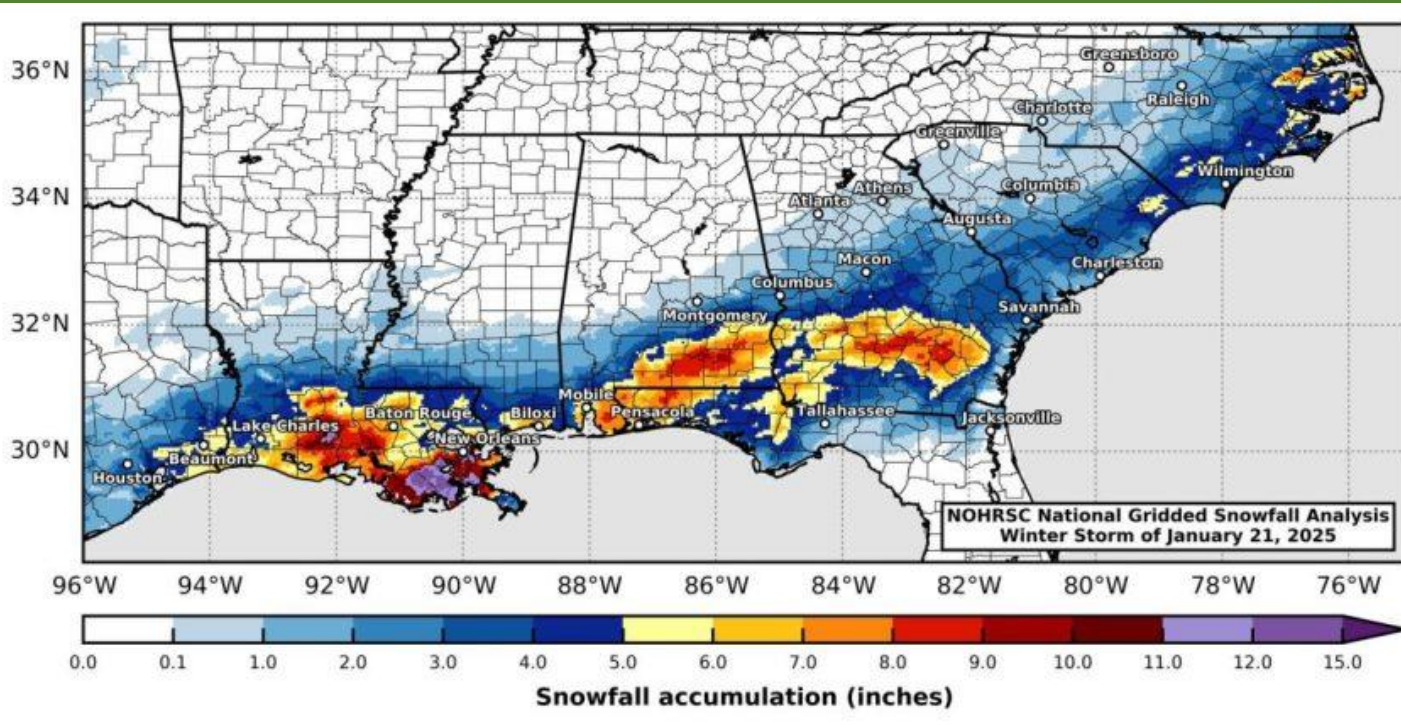 36°N
34°N
32°N
30°N
Greensboro
Raleigh
Charlotte
Greenville
Wilmington
Columbia
Athens
Atlanta
Augusta
Macon
Charleston
Columbus
Savannah
Montgomery
Mobile
Pensacola
Tallahassee
Jacksonville
Biloxi
Baton Rouge
New Orleans
Lake Charles
Beaumont
Houston
NOHRSC National Gridded Snowfall Analysis
Winter Storm of January 21, 2025
96°W 94°W 92°W 90°W 88°W 86°W 84°W 82°W 80°W 78°W 76°W
0.0 0.1 1.0 2.0 3.0 4.0 5.0 6.0 7.0 8.0 9.0 10.0 11.0 12.0 15.0
Snowfall accumulation (inches)